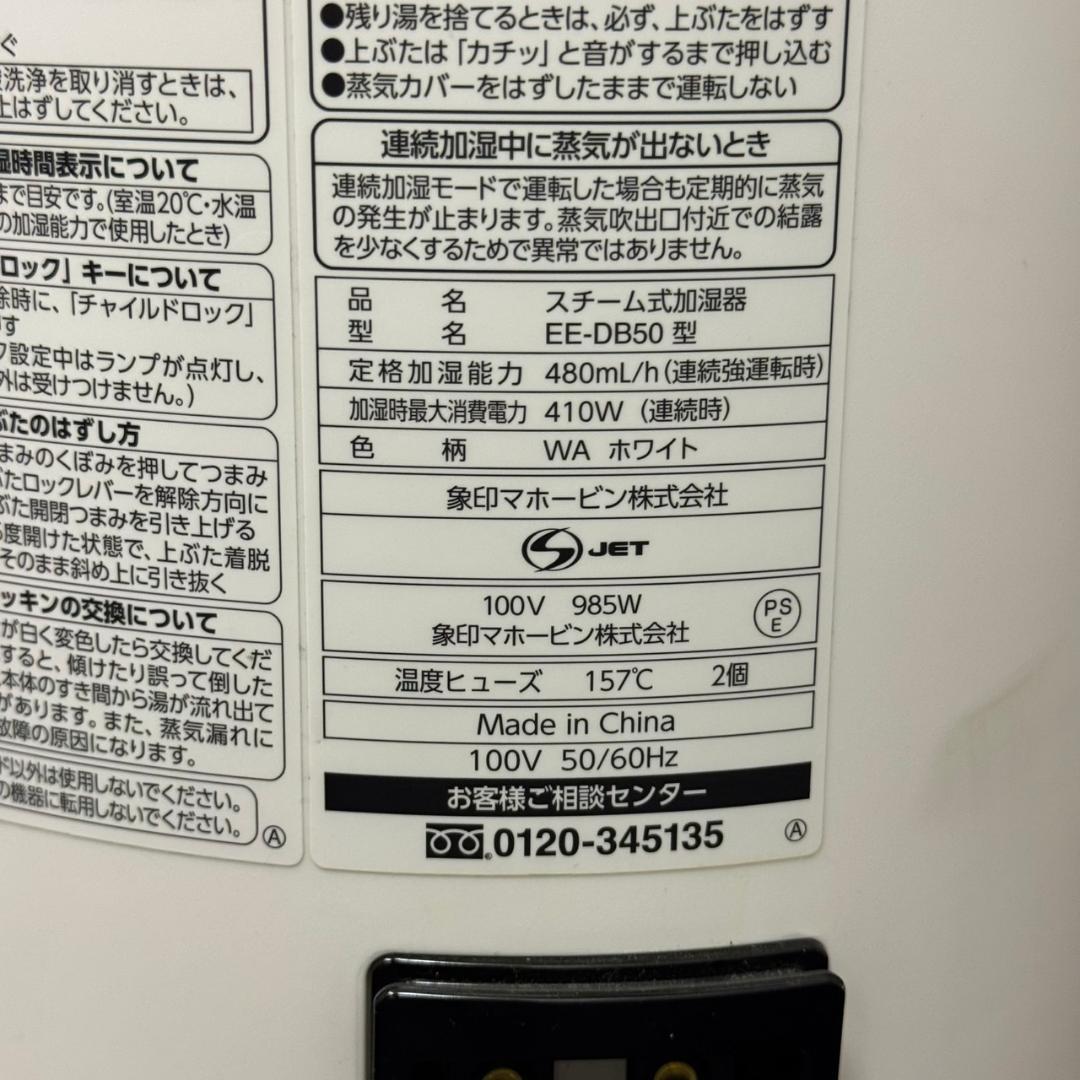 ぐ
洗浄を取り消すときは、
はずしてください。
湿時間表示について
まで目安です。(室温20℃・水温
の加湿能力で使用したとき)
ロック」キーについて
除時に、「チャイルドロック」
す
ク設定中はランプが点灯し、
外は受けつけません。)
ぶたのはずし方
まみのくぼみを押してつまみ
たロックレバーを解除方向に
ぶた開閉つまみを引き上げる
度開けた状態で、上ぶた着脱
そのまま斜め上に引き抜く
ッキンの交換について
が白く変色したら交換してくだ
すると、傾けたり誤って倒した
本体のすき間から湯が流れ出て
があります。また、蒸気漏れに
故障の原因になります。
ド以外は使用しないでください。
の機器に転用しないでください。
Ⓐ
●残り湯を捨てるときは、必ず、上ぶたをはずす
●上ぶたは「カチッ」と音がするまで押し込む
●蒸気カバーをはずしたままで運転しない
連続加湿中に蒸気が出ないとき
連続加湿モードで運転した場合も定期的に蒸気
の発生が止まります。蒸気吹出口付近での結露
を少なくするためで異常ではありません。
品名 スチーム式加湿器
型名 EE-DB50 型
定格加湿能力 480mL/h(連続強運転時)
加湿時最大消費電力 410W (連続時)
色柄 WA ホワイト
象印マホービン株式会社
S JET
100V 985W
象印マホービン株式会社
PS
E
温度ヒューズ 157℃ 2個
Made in China
100V 50/60Hz
お客様ご相談センター
0120-345135
Ⓐ